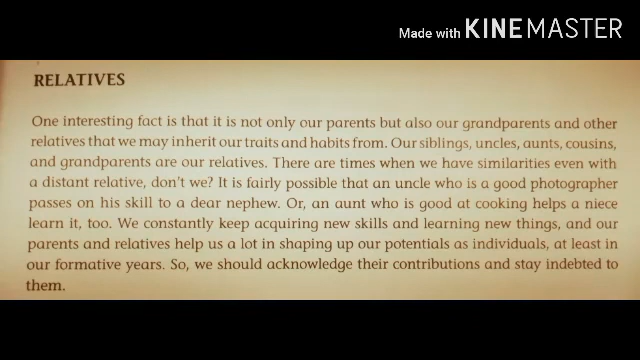 Made with KINEMASTER
RELATIVES
One interesting fact is that it is not only our parents but also our grandparents and other
relatives that we may inherit our traits and habits from. Our siblings, uncles, aunts, cousins,
and grandparents are our relatives. There are times when we have similarities even with
a distant relative, don't we? It is fairly possible that an uncle who is a good photographer
passes on his skill to a dear nephew. Or, an aunt who is good at cooking helps a niece
learn it, too. We constantly keep acquiring new skills and learning new things, and our
parents and relatives help us a lot in shaping up our potentials as individuals, at least in
our formative years. So, we should acknowledge their contributions and stay indebted to
them.